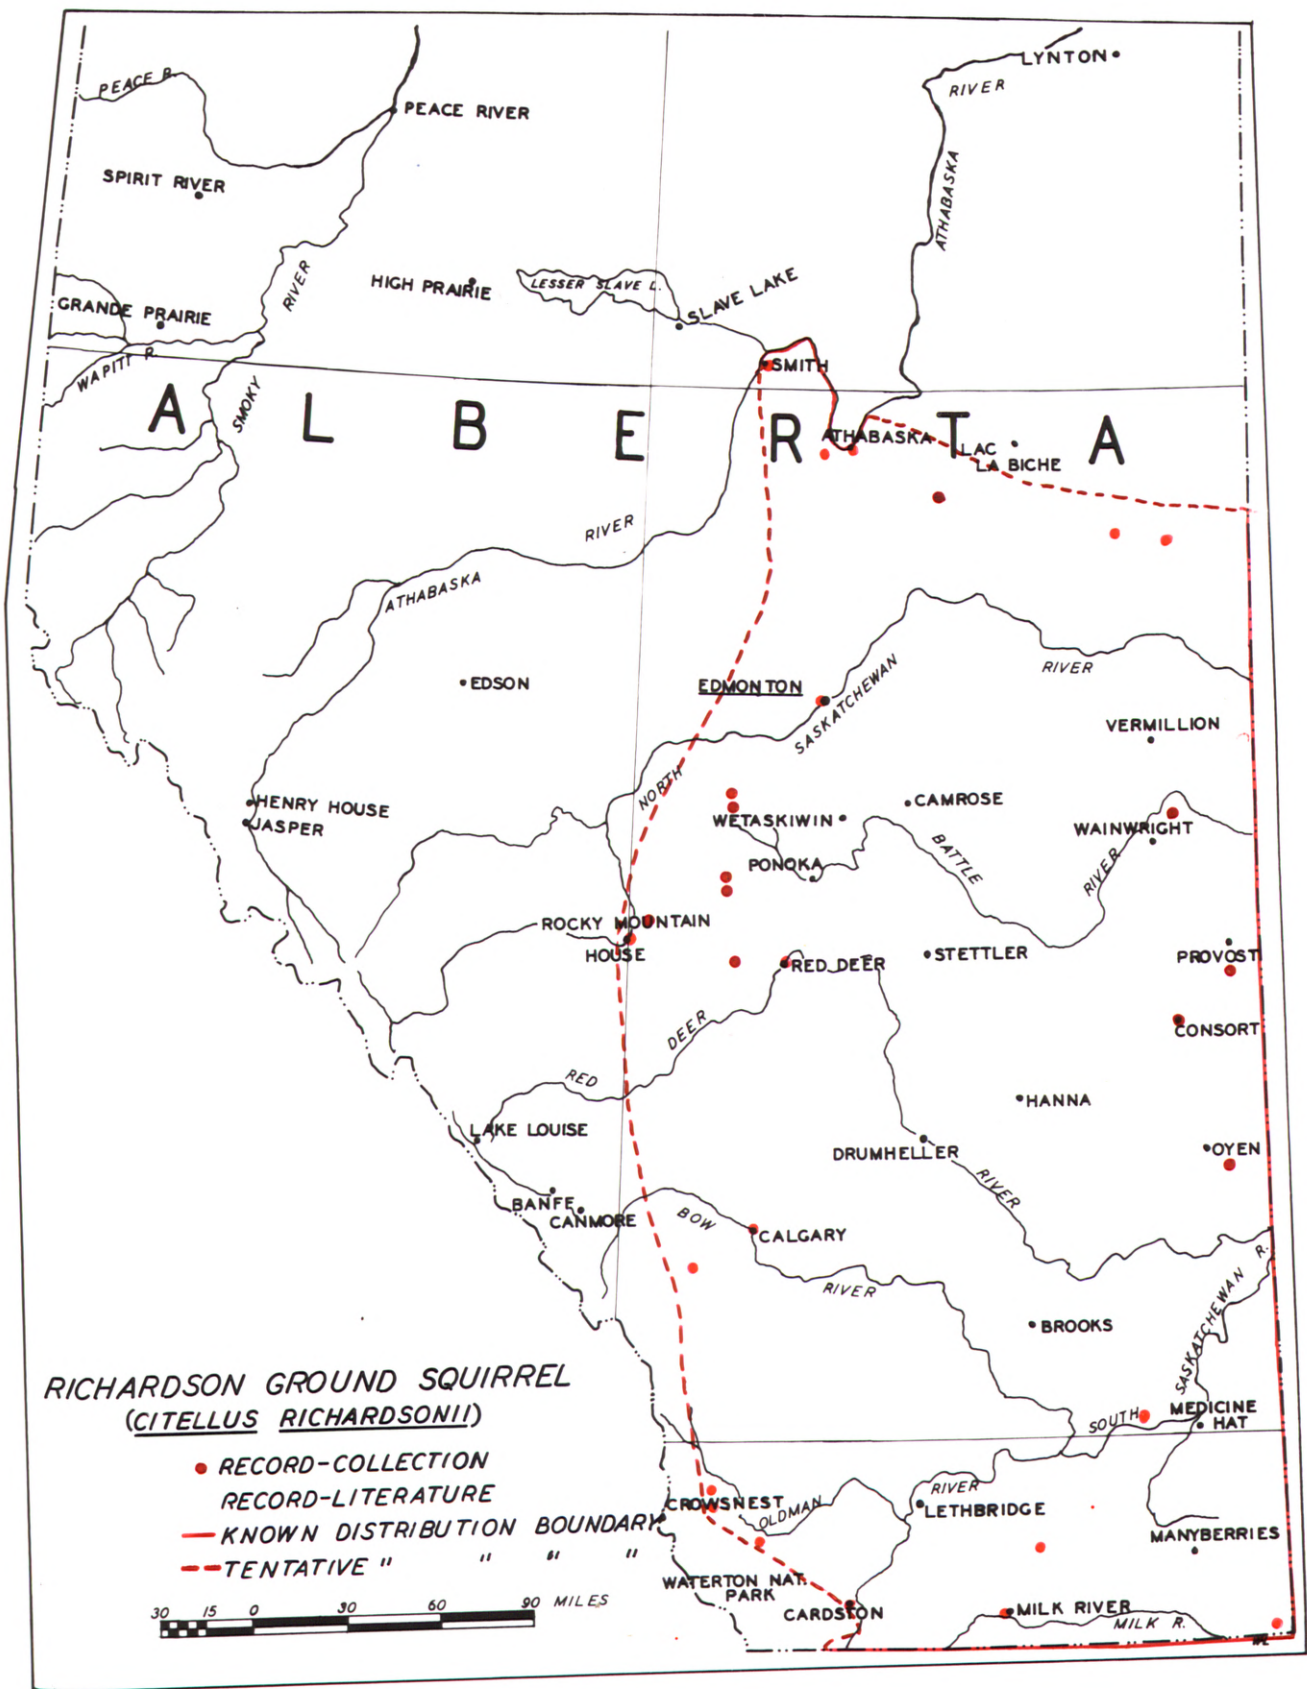 LYNTON
PEACE R.
RIVER
PEACE RIVER
ATHABASKA
SPIRIT RIVER
RIVER
HIGH PRAIRIE
LESSER SLAVE L.
SLAVE LAKE
GRANDE PRAIRIE
WAPITT R.
SMOKY
SMITH
ALBERTA
ATHABASKA
LAC
LA BICHE
RIVER
ATHABASKA
EDSON
EDMONTON
SASKATCHEWAN
RIVER
VERMILLION
NORTH
HENRY HOUSE
JASPER
WETASKIWIN
CAMROSE
WAINWRIGHT
PONOKA
BATTLE
RIVER
ROCKY MOUNTAIN
HOUSE
RED DEER
STETTLER
PROVOST
CONSORT
DEER
RED
HANNA
LAKE LOUISE
DRUMHELLER
OYEN
RIVER
BANFF
CANMORE
BOW
CALGARY
RIVER
SASKATCHEWAN R.
BROOKS
RICHARDSON GROUND SQUIRREL
(CITELLUS RICHARDSONII)
SOUTH
MEDICINE
HAT
RECORD-COLLECTION
RECORD-LITERATURE
KNOWN DISTRIBUTION BOUNDARY
TENTATIVE " " " "
CROWSNEST
OLDMAN
RIVER
LETHBRIDGE
MANYBERRIES
WATERTON NAT.
PARK
CARDSTON
MILK RIVER
MILK R.
30 15 0 30 60 90 MILES